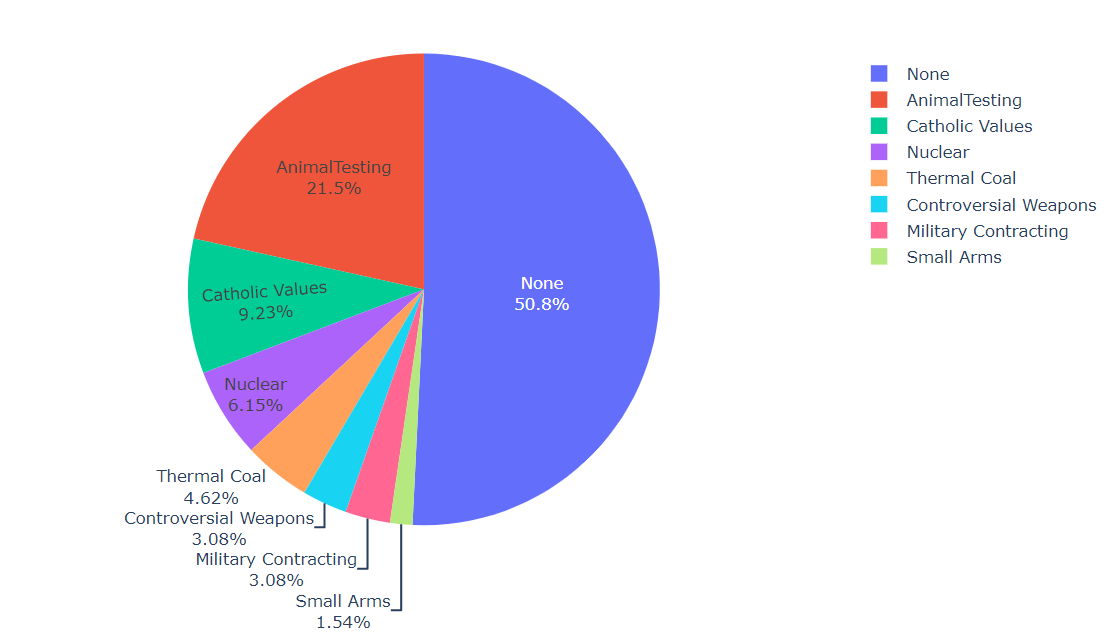 None
50.8%
AnimalTesting
21.5%
Catholic Values
9.23%
Nuclear
6.15%
Thermal Coal
4.62%
Controversial Weapons
3.08%
Military Contracting
3.08%
Small Arms
1.54%
None
AnimalTesting
Catholic Values
Nuclear
Thermal Coal
Controversial Weapons
Military Contracting
Small Arms